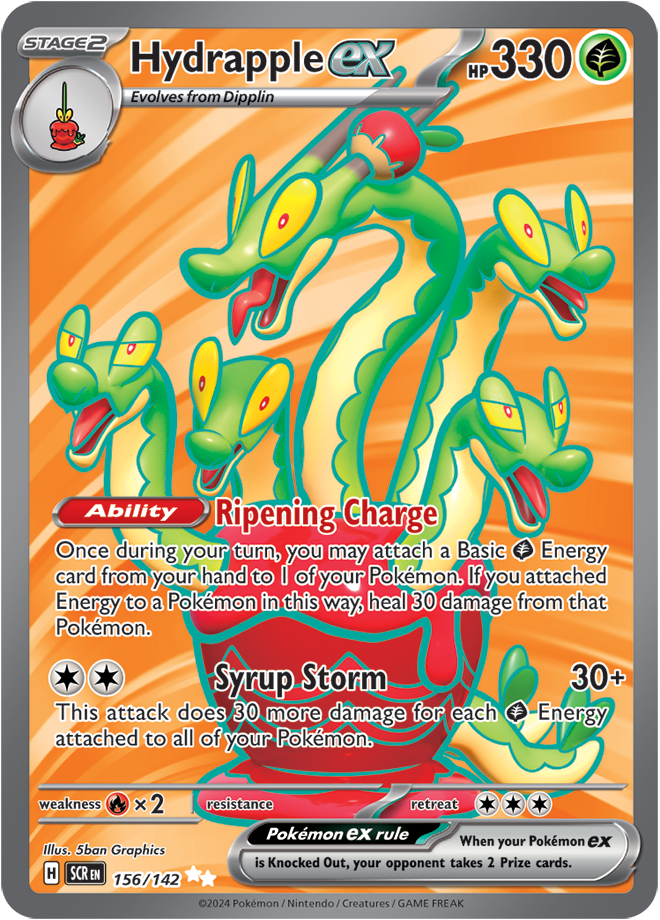 STAGE2
Hydrapple ex
HP 330
Evolves from Dipplin
Ability Ripening Charge
Once during your turn, you may attach a Basic Energy
card from your hand to 1 of your Pokémon. If you attached
Energy to a Pokémon in this way, heal 30 damage from that
Pokémon.
Syrup Storm 30+
This attack does 30 more damage for each Energy
attached to all of your Pokémon.
weakness ×2 resistance retreat
Pokémon ex rule When your Pokémon ex
is Knocked Out, your opponent takes 2 Prize cards.
Illus. 5ban Graphics
H SCR EN 156/142
©2024 Pokémon / Nintendo / Creatures / GAME FREAK